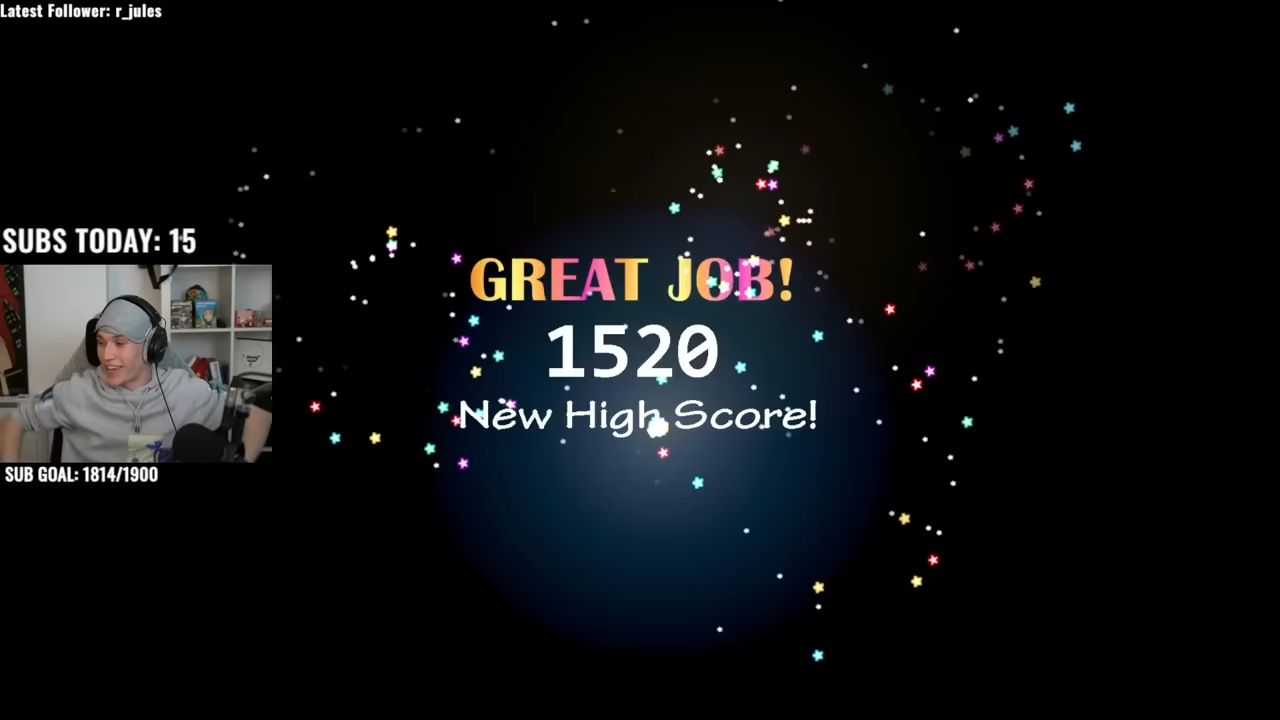 Latest Follower: r_jules
SUBS TODAY: 15
GREAT JOB!
1520
New High Score!
SUB GOAL: 1814/1900